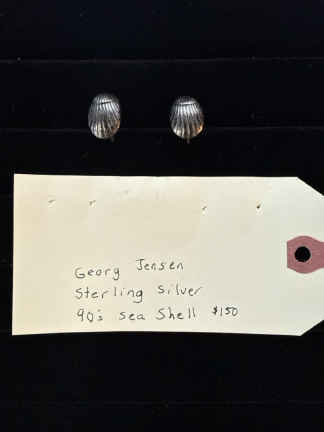 Georg Jensen
Sterling Silver
90's Sea Shell $150